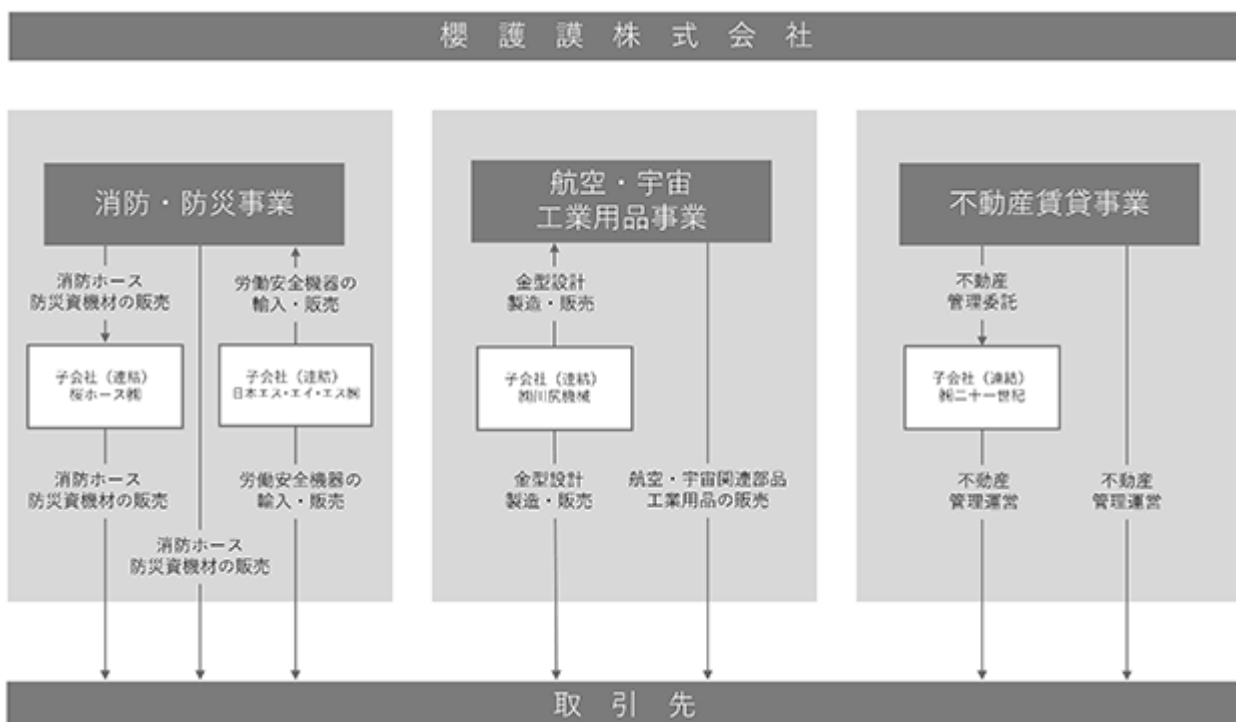 櫻護謨株式会社
消防・防災事業
消防ホース
防災資機材の販売
労働安全機器の
輸入・販売
子会社（連結）
桜ホース㈱
子会社（連結）
日本エス・エイ・エス㈱
消防ホース
防災資機材の販売
労働安全機器の
輸入・販売
消防ホース
防災資機材の販売
航空・宇宙
工業用品事業
金型設計
製造・販売
子会社（連結）
㈱川尻機械
金型設計
製造・販売
航空・宇宙関連部品
工業用品の販売
不動産賃貸事業
不動産
管理委託
子会社（連結）
㈱二十一世紀
不動産
管理運営
不動産
管理運営
取引先